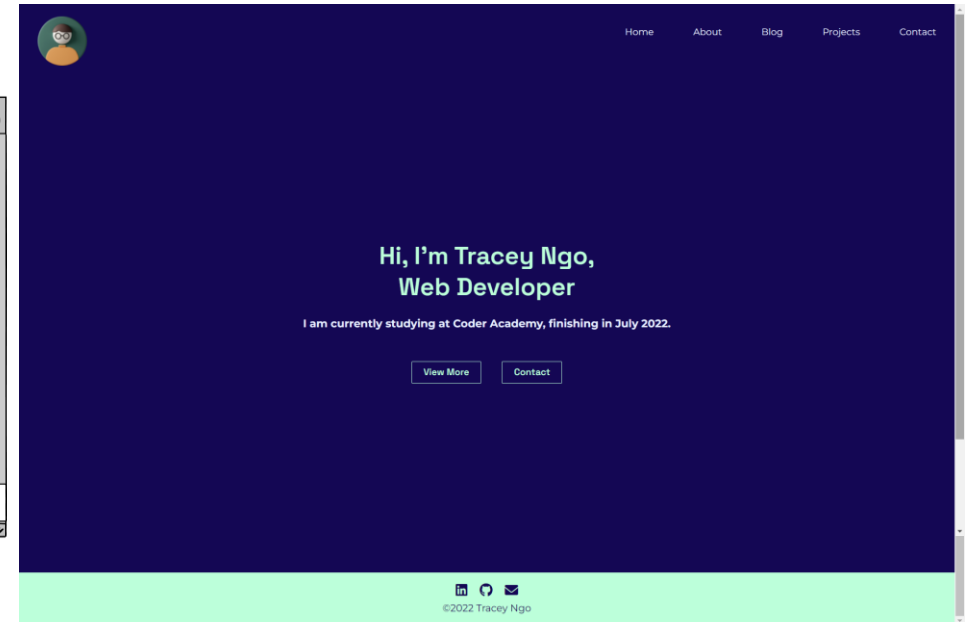 Home About Blog Projects Contact
Hi, I'm Tracey Ngo,
Web Developer
I am currently studying at Coder Academy, finishing in July 2022.
View More Contact
©2022 Tracey Ngo